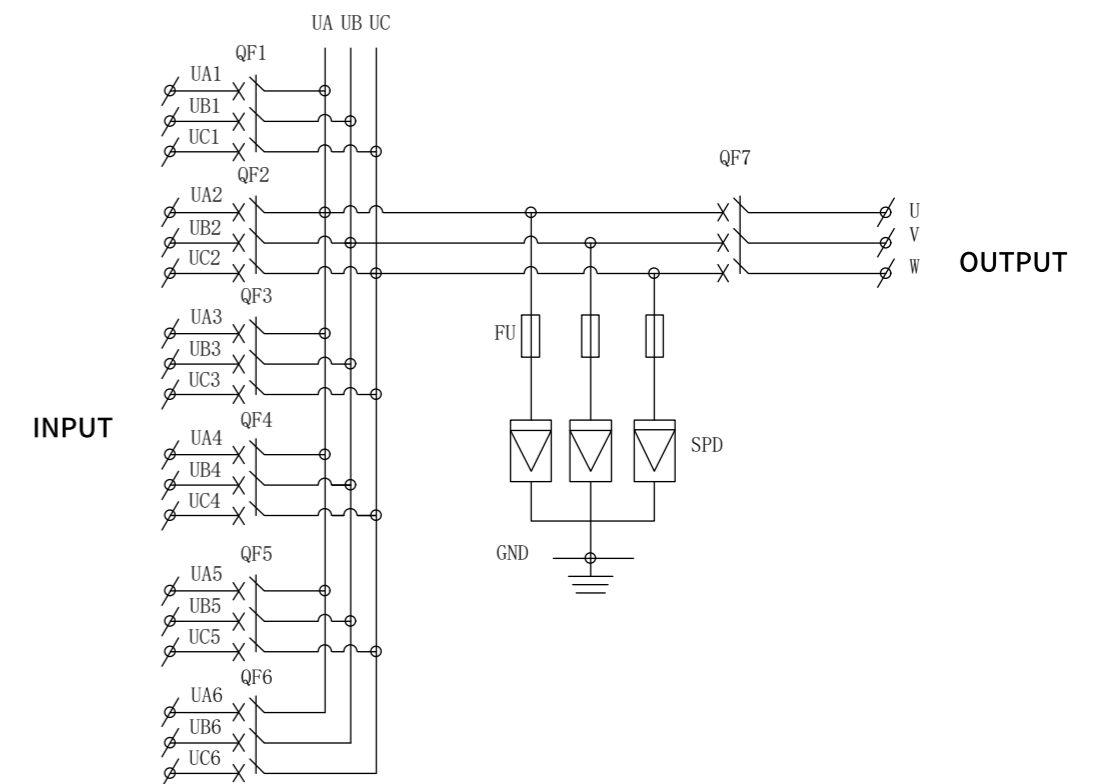 UA UB UC
QF1
UA1
UB1
UC1
QF2
UA2
UB2
UC2
QF3
UA3
UB3
UC3
QF4
UA4
UB4
UC4
QF5
UA5
UB5
UC5
QF6
UA6
UB6
UC6
INPUT
QF7
U
V
W
OUTPUT
FU
SPD
GND